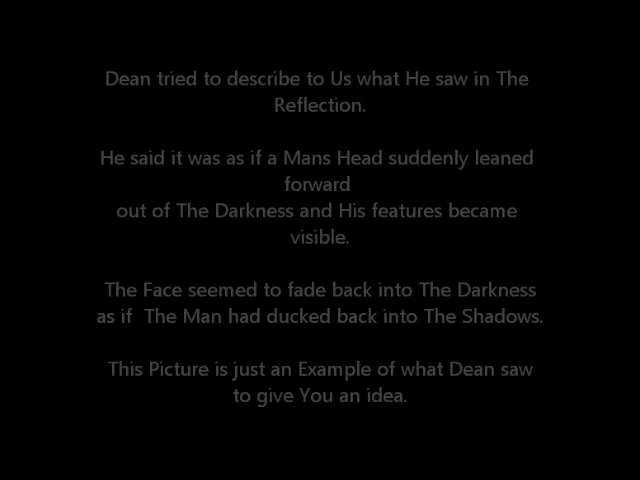 Dean tried to describe to Us what He saw in The
Reflection.
He said it was as if a Mans Head suddenly leaned
forward
out of The Darkness and His features became
visible.
The Face seemed to fade back into The Darkness
as if  The Man had ducked back into The Shadows.
This Picture is just an Example of what Dean saw
to give You an idea.